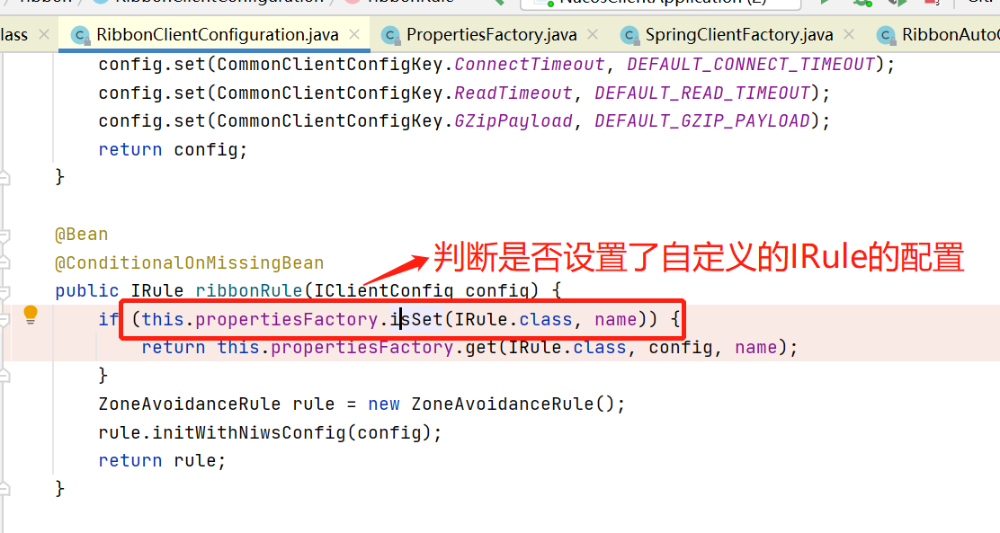 RibbonClientConfiguration
NacosClientApplication (2)
lass RibbonClientConfiguration.java PropertiesFactory.java SpringClientFactory.java
config.set(CommonClientConfigKey.ConnectTimeout, DEFAULT_CONNECT_TIMEOUT);
config.set(CommonClientConfigKey.ReadTimeout, DEFAULT_READ_TIMEOUT);
config.set(CommonClientConfigKey.GZipPayload, DEFAULT_GZIP_PAYLOAD);
return config;
}
@Bean
@ConditionalOnMissingBean
判断是否设置了自定义的IRule的配置
public IRule ribbonRule(IClientConfig config) {
if (this.propertiesFactory.isSet(IRule.class, name)) {
return this.propertiesFactory.get(IRule.class, config, name);
}
ZoneAvoidanceRule rule = new ZoneAvoidanceRule();
rule.initWithNiwsConfig(config);
return rule;
}